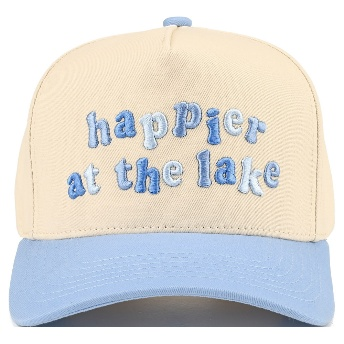 happier
at the lake